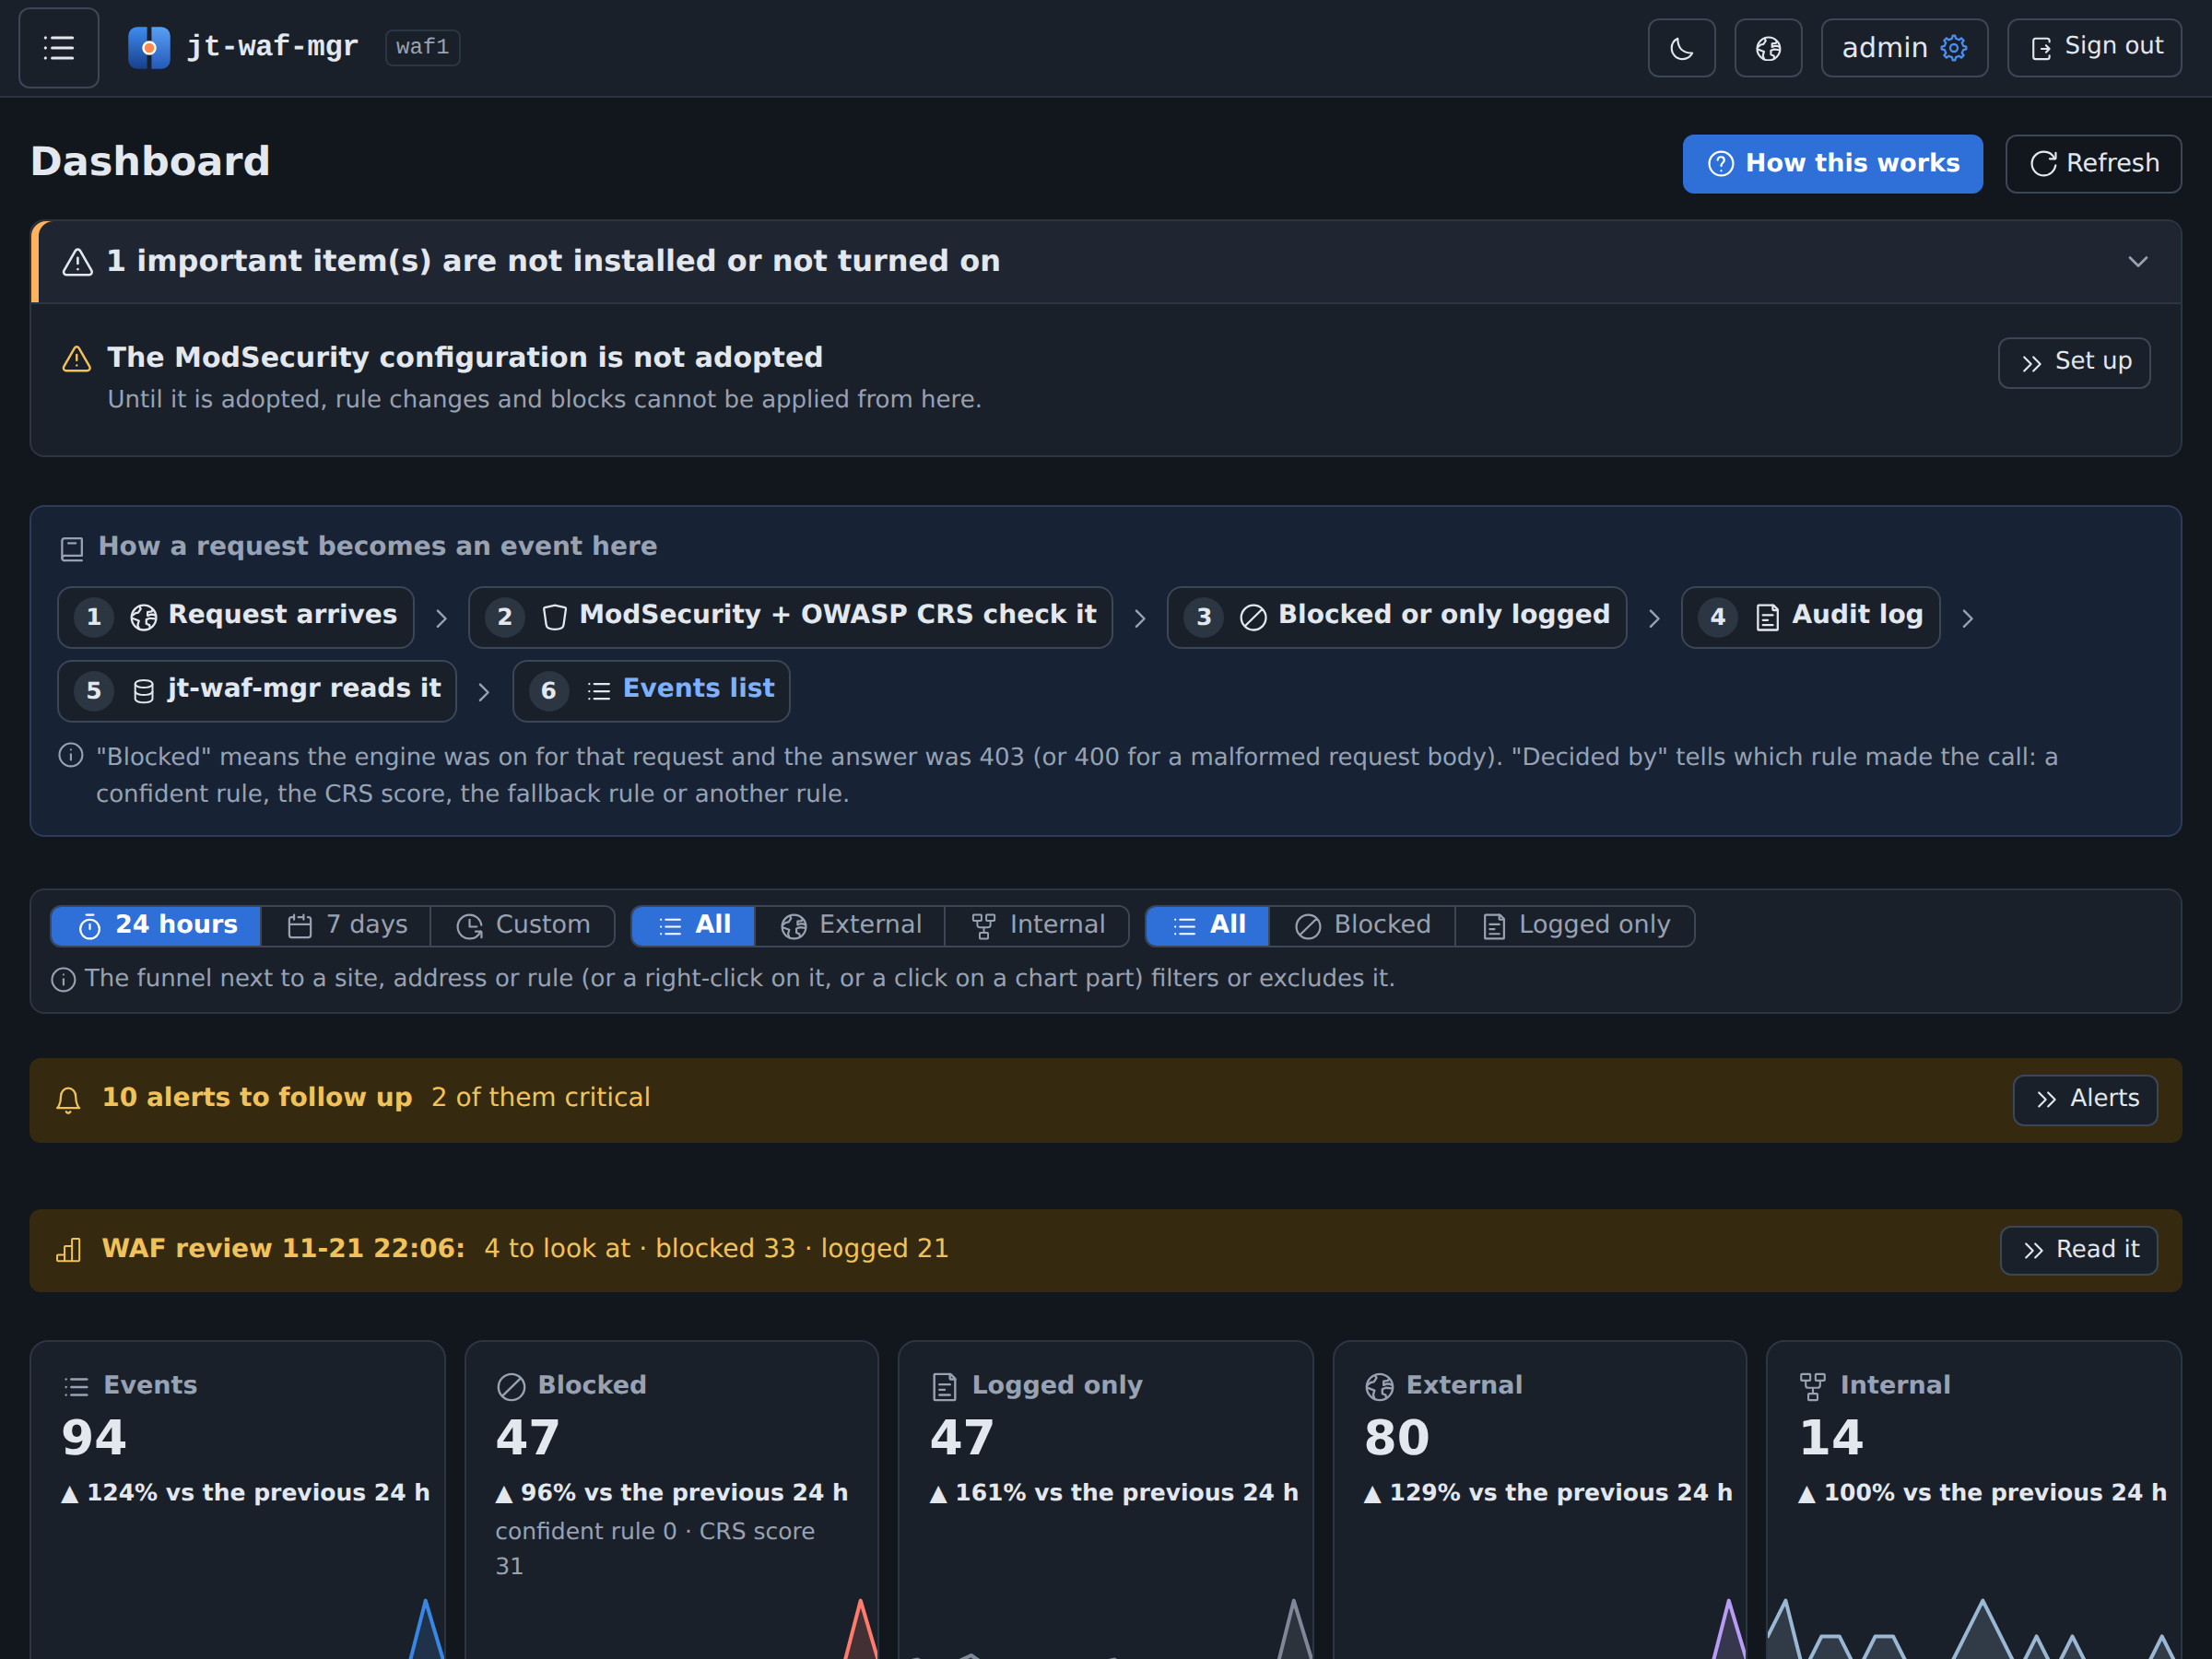 jt-waf-mgr waf1 admin Sign out
Dashboard How this works Refresh
1 important item(s) are not installed or not turned on
The ModSecurity configuration is not adopted Set up
Until it is adopted, rule changes and blocks cannot be applied from here.
How a request becomes an event here
1 Request arrives 2 ModSecurity + OWASP CRS check it 3 Blocked or only logged 4 Audit log
5 jt-waf-mgr reads it 6 Events list
"Blocked" means the engine was on for that request and the answer was 403 (or 400 for a malformed request body). "Decided by" tells which rule made the call: a
confident rule, the CRS score, the fallback rule or another rule.
24 hours 7 days Custom All External Internal All Blocked Logged only
The funnel next to a site, address or rule (or a right-click on it, or a click on a chart part) filters or excludes it.
10 alerts to follow up 2 of them critical Alerts
WAF review 11-21 22:06: 4 to look at · blocked 33 · logged 21 Read it
Events Blocked Logged only External Internal
94 47 47 80 14
▲ 124% vs the previous 24 h ▲ 96% vs the previous 24 h ▲ 161% vs the previous 24 h ▲ 129% vs the previous 24 h ▲ 100% vs the previous 24 h
confident rule 0 · CRS score
31